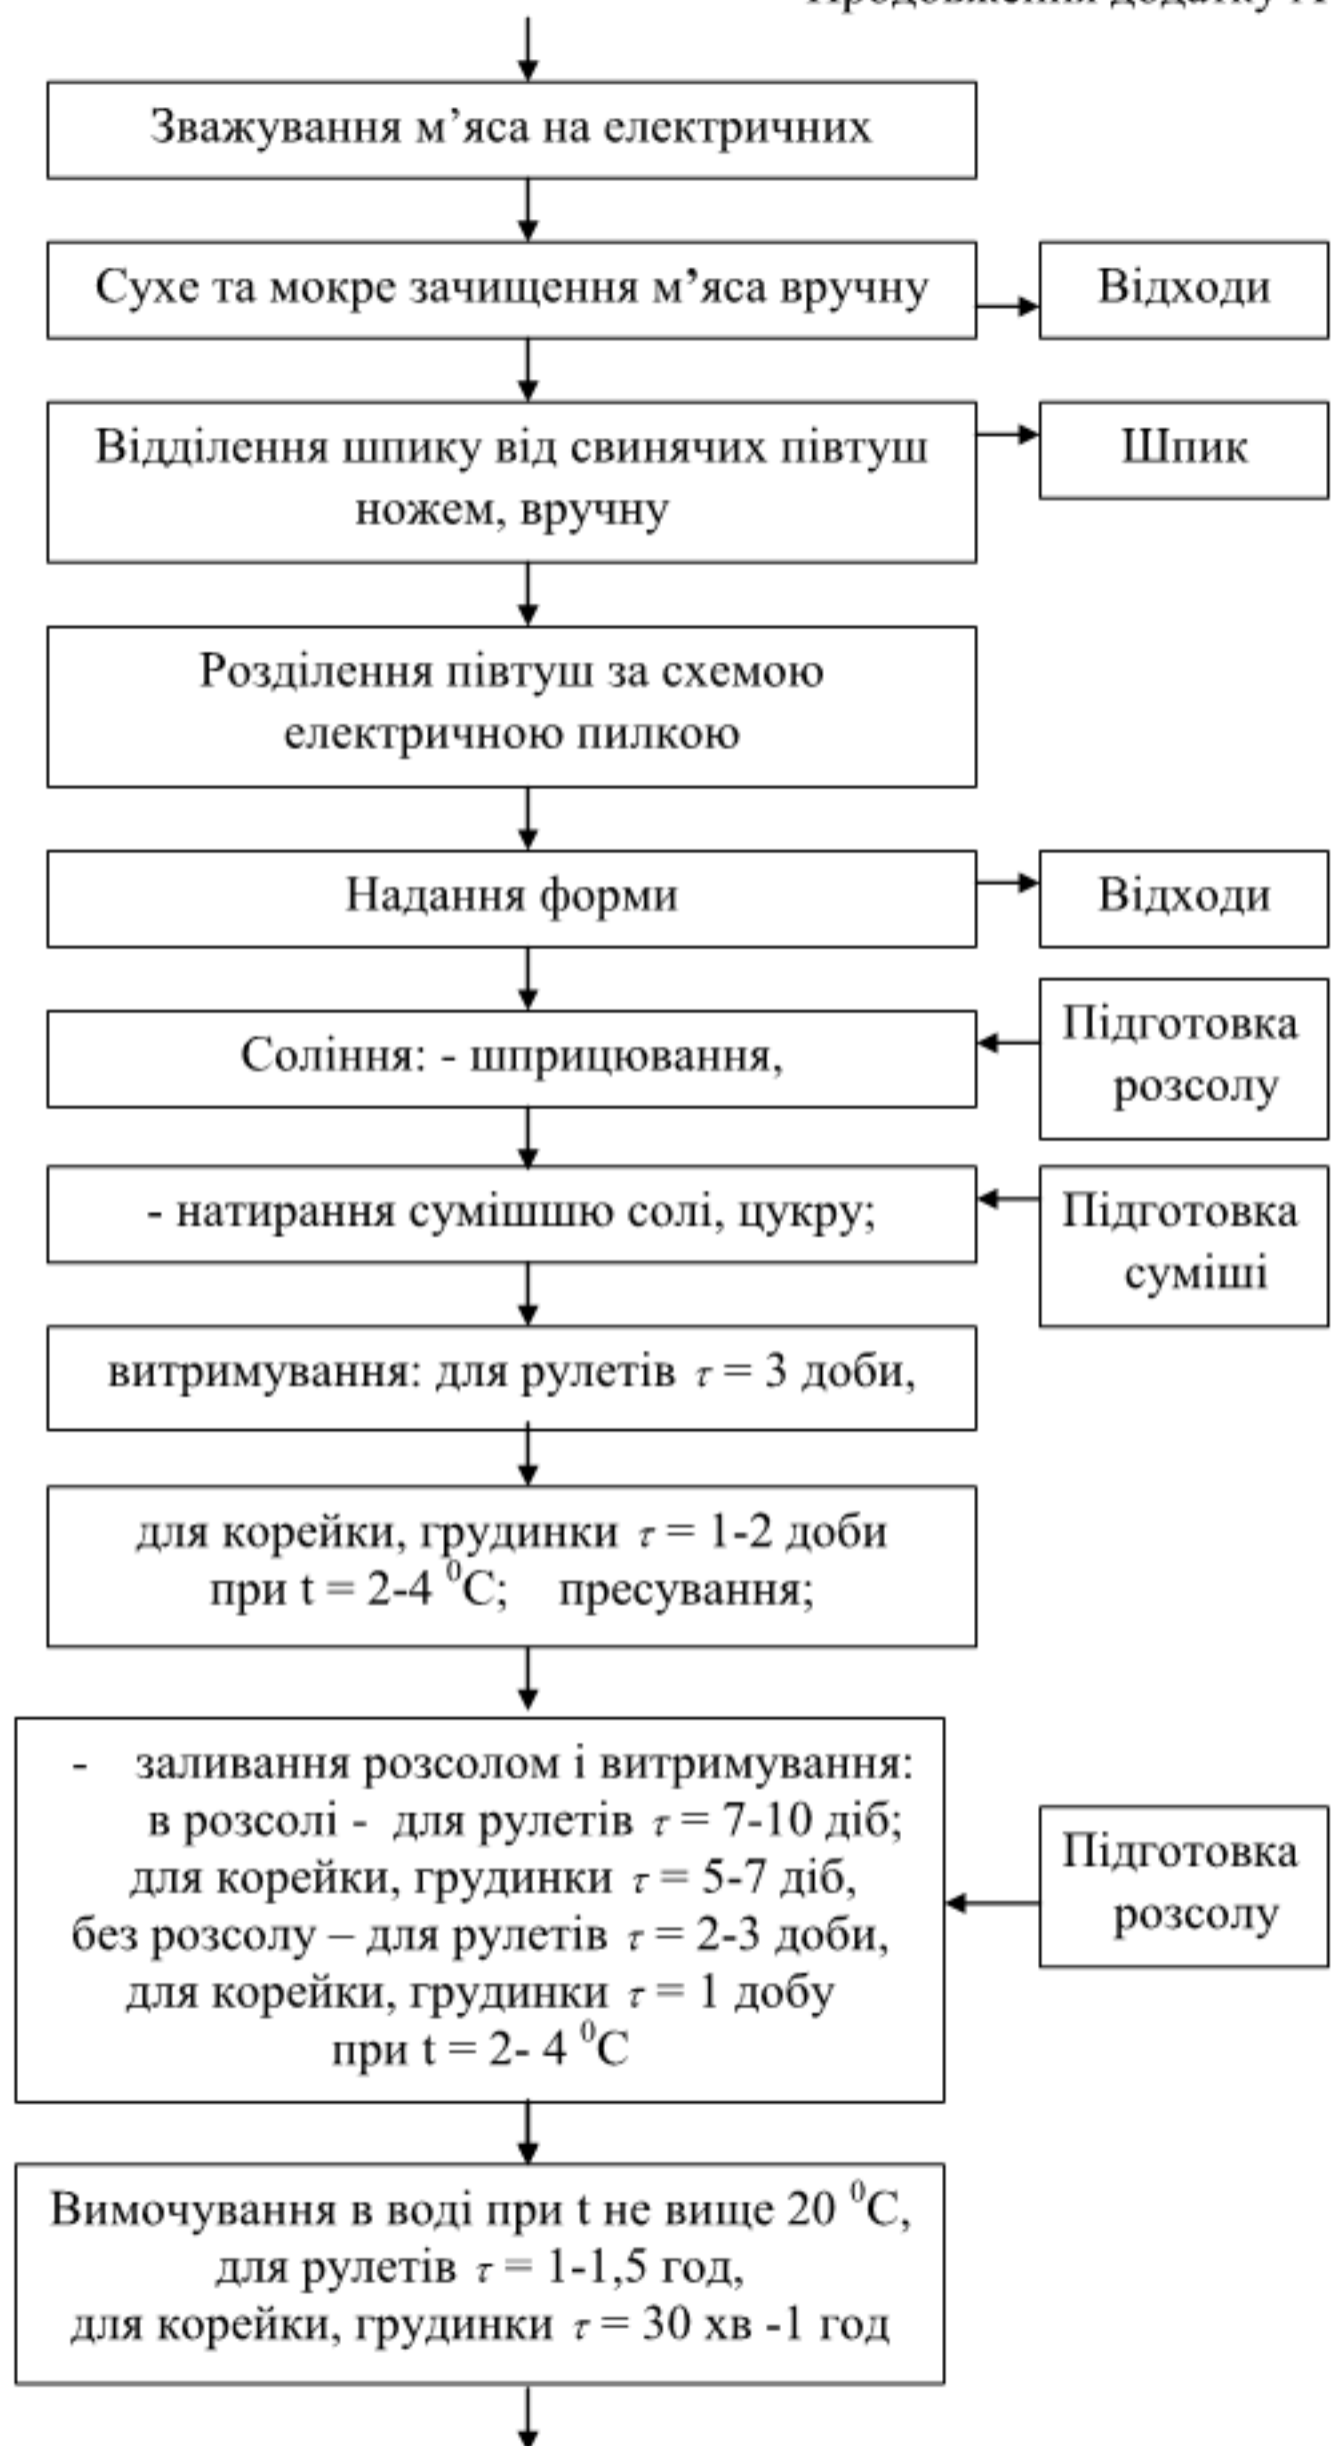 Продовження додатку
Зважування м’яса на електричних
Сухе та мокре зачищення м’яса вручну
Відходи
Відділення шпику від свинячих півтуш
ножем, вручну
Шпик
Розділення півтуш за схемою
електричною пилкою
Надання форми
Відходи
Соління: - шприцювання,
Підготовка
розсолу
- натирання сумішшю солі, цукру;
Підготовка
суміші
витримування: для рулетів τ = 3 доби,
для корейки, грудинки τ = 1-2 доби
при t = 2-4 ⁰С; пресування;
- заливання розсолом і витримування:
в розсолі - для рулетів τ = 7-10 діб;
для корейки, грудинки τ = 5-7 діб,
без розсолу – для рулетів τ = 2-3 доби,
для корейки, грудинки τ = 1 добу
при t = 2- 4 ⁰С
Підготовка
розсолу
Вимочування в воді при t не вище 20 ⁰С,
для рулетів τ = 1-1,5 год,
для корейки, грудинки τ = 30 хв -1 год